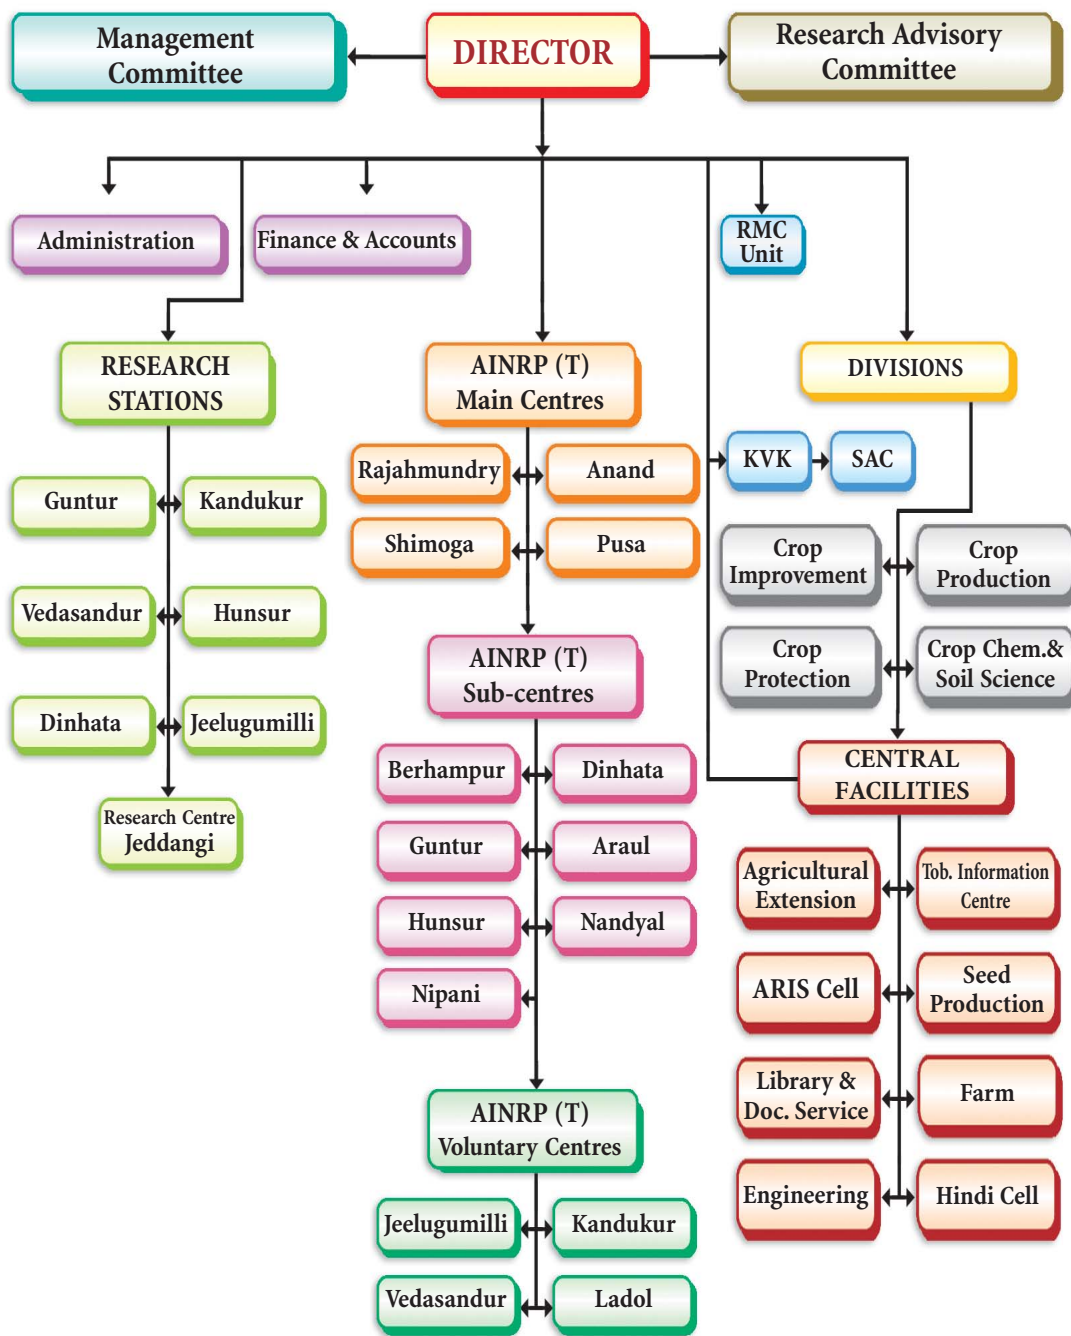 Management
Committee
DIRECTOR
Research Advisory
Committee
Administration
Finance & Accounts
RMC
Unit
RESEARCH
STATIONS
AINRP (T)
Main Centres
DIVISIONS
Guntur
Kandukur
Vedasandur
Hunsur
Dinhata
Jeelugumilli
Research Centre
Jeddangi
Rajahmundry
Anand
Shimoga
Pusa
AINRP (T)
Sub-centres
Berhampur
Dinhata
Guntur
Araul
Hunsur
Nandyal
Nipani
AINRP (T)
Voluntary Centres
Jeelugumilli
Kandukur
Vedasandur
Ladol
KVK
SAC
Crop
Improvement
Crop
Production
Crop
Protection
Crop Chem.&
Soil Science
CENTRAL
FACILITIES
Agricultural
Extension
Tob. Information
Centre
ARIS Cell
Seed
Production
Library &
Doc. Service
Farm
Engineering
Hindi Cell